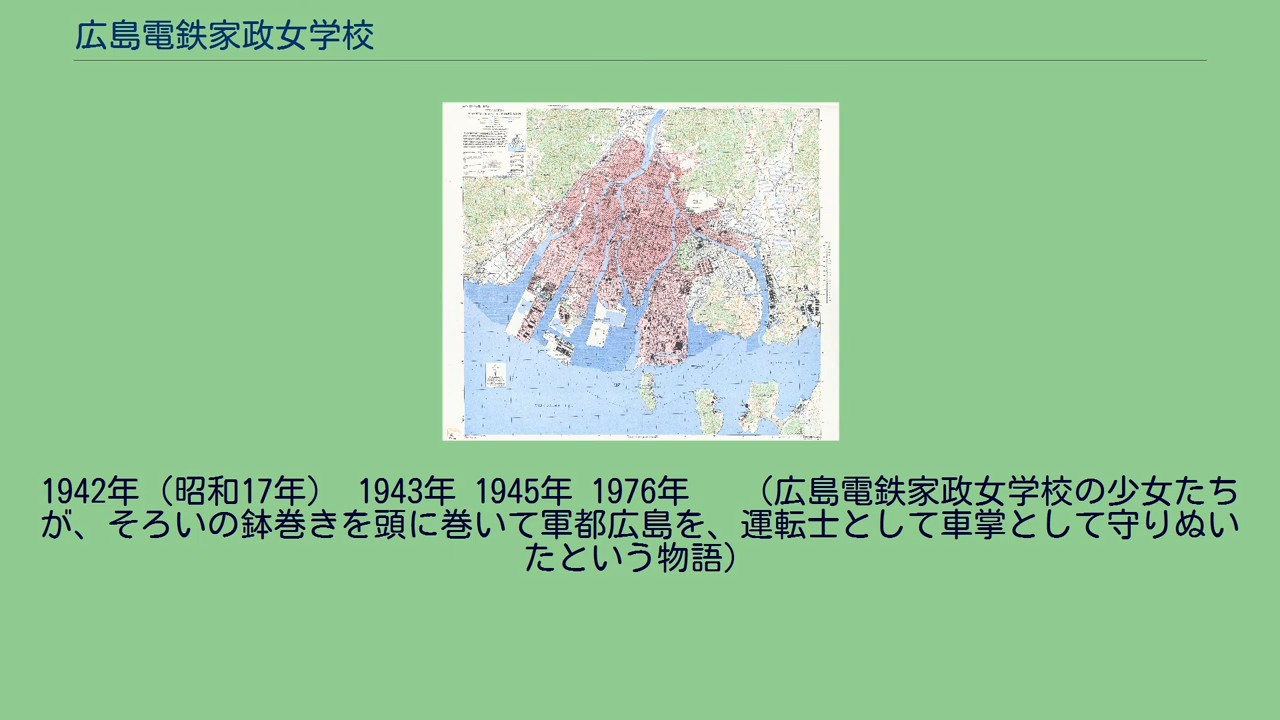 広島電鉄家政女学校
1942年（昭和17年） 1943年 1945年 1976年　（広島電鉄家政女学校の少女たち
が、そろいの鉢巻きを頭に巻いて軍都広島を、運転士として車掌として守りぬい
たという物語）